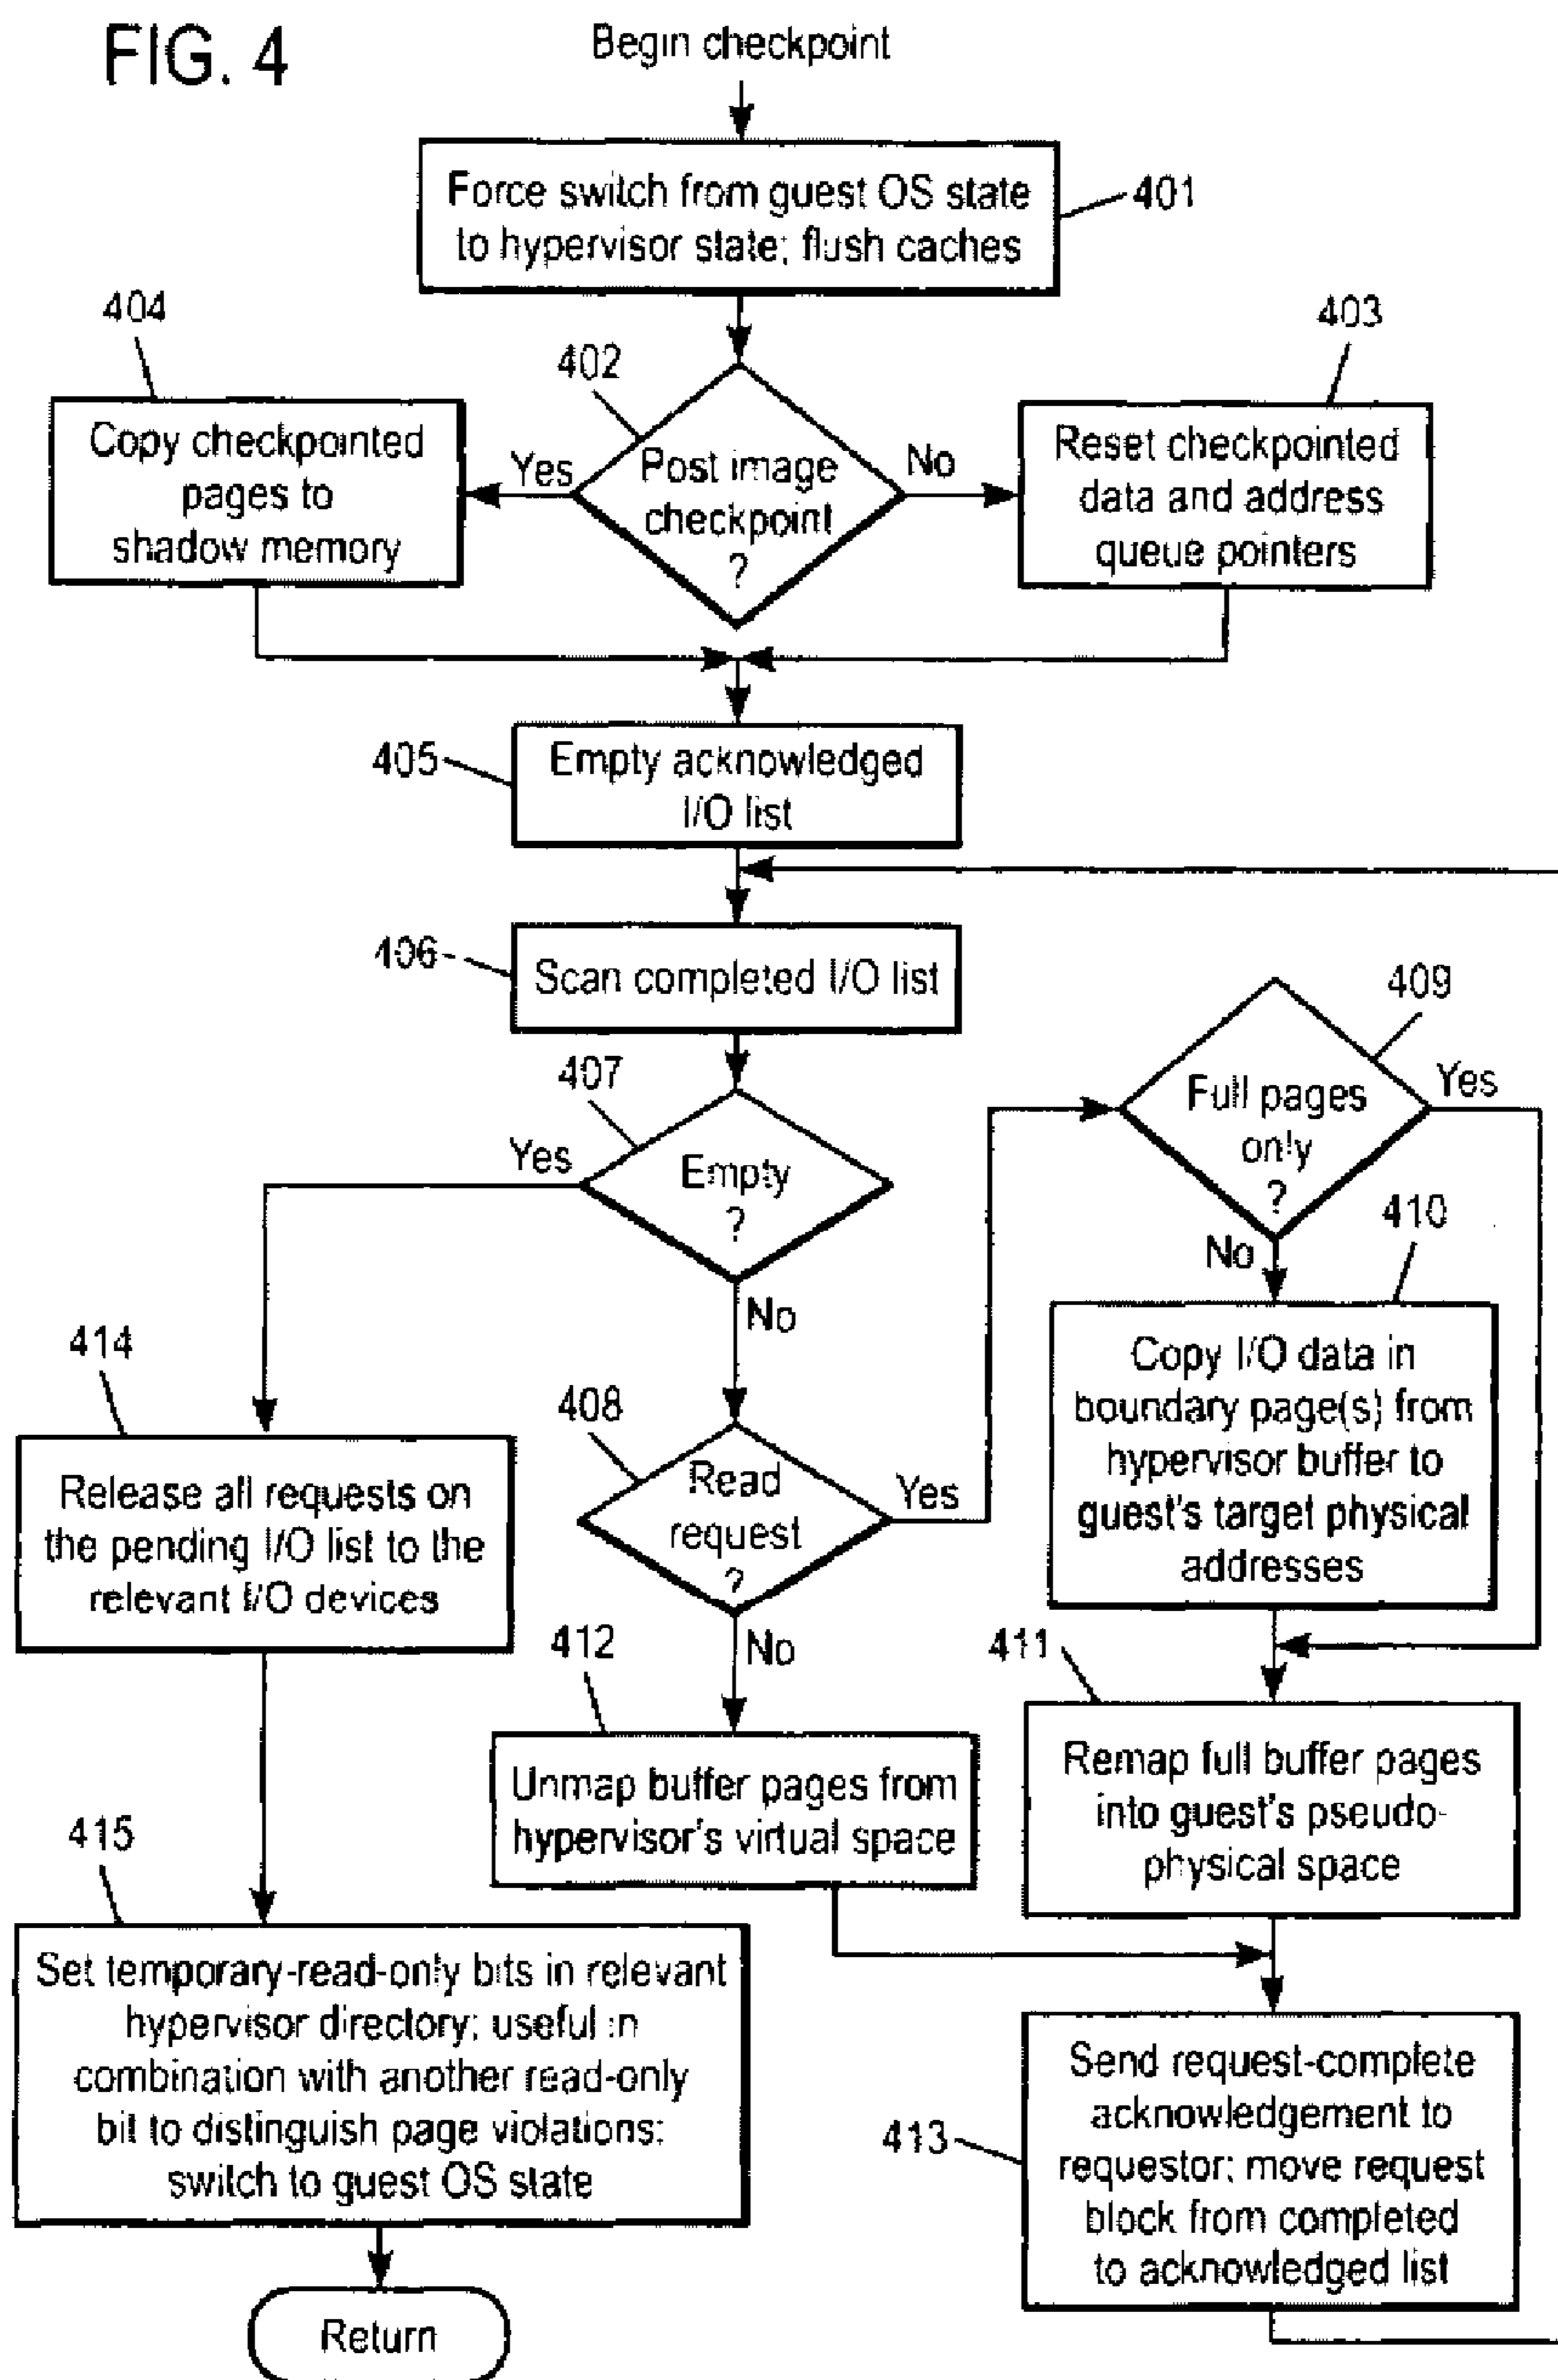 FIG. 4
Begin checkpoint
Force switch from guest OS state
to hypervisor state; flush caches
401
404
402
403
Copy checkpointed
pages to
shadow memory
Yes
Post image
checkpoint
?
No
Reset checkpointed
data and address
queue pointers
405
Empty acknowledged
I/O list
406
Scan completed I/O list
407
Yes
Empty
?
No
409
Full pages
only
?
Yes
No
410
Copy I/O data in
boundary page(s) from
hypervisor buffer to
guest's target physical
addresses
414
Release all requests on
the pending I/O list to the
relevant I/O devices
408
Read
request
?
Yes
No
412
Unmap buffer pages from
hypervisor's virtual space
411
Remap full buffer pages
into guest's pseudo-
physical space
415
Set temporary-read-only bits in relevant
hypervisor directory; useful in
combination with another read-only
bit to distinguish page violations;
switch to guest OS state
413
Send request-complete
acknowledgement to
requestor; move request
block from completed
to acknowledged list
Return